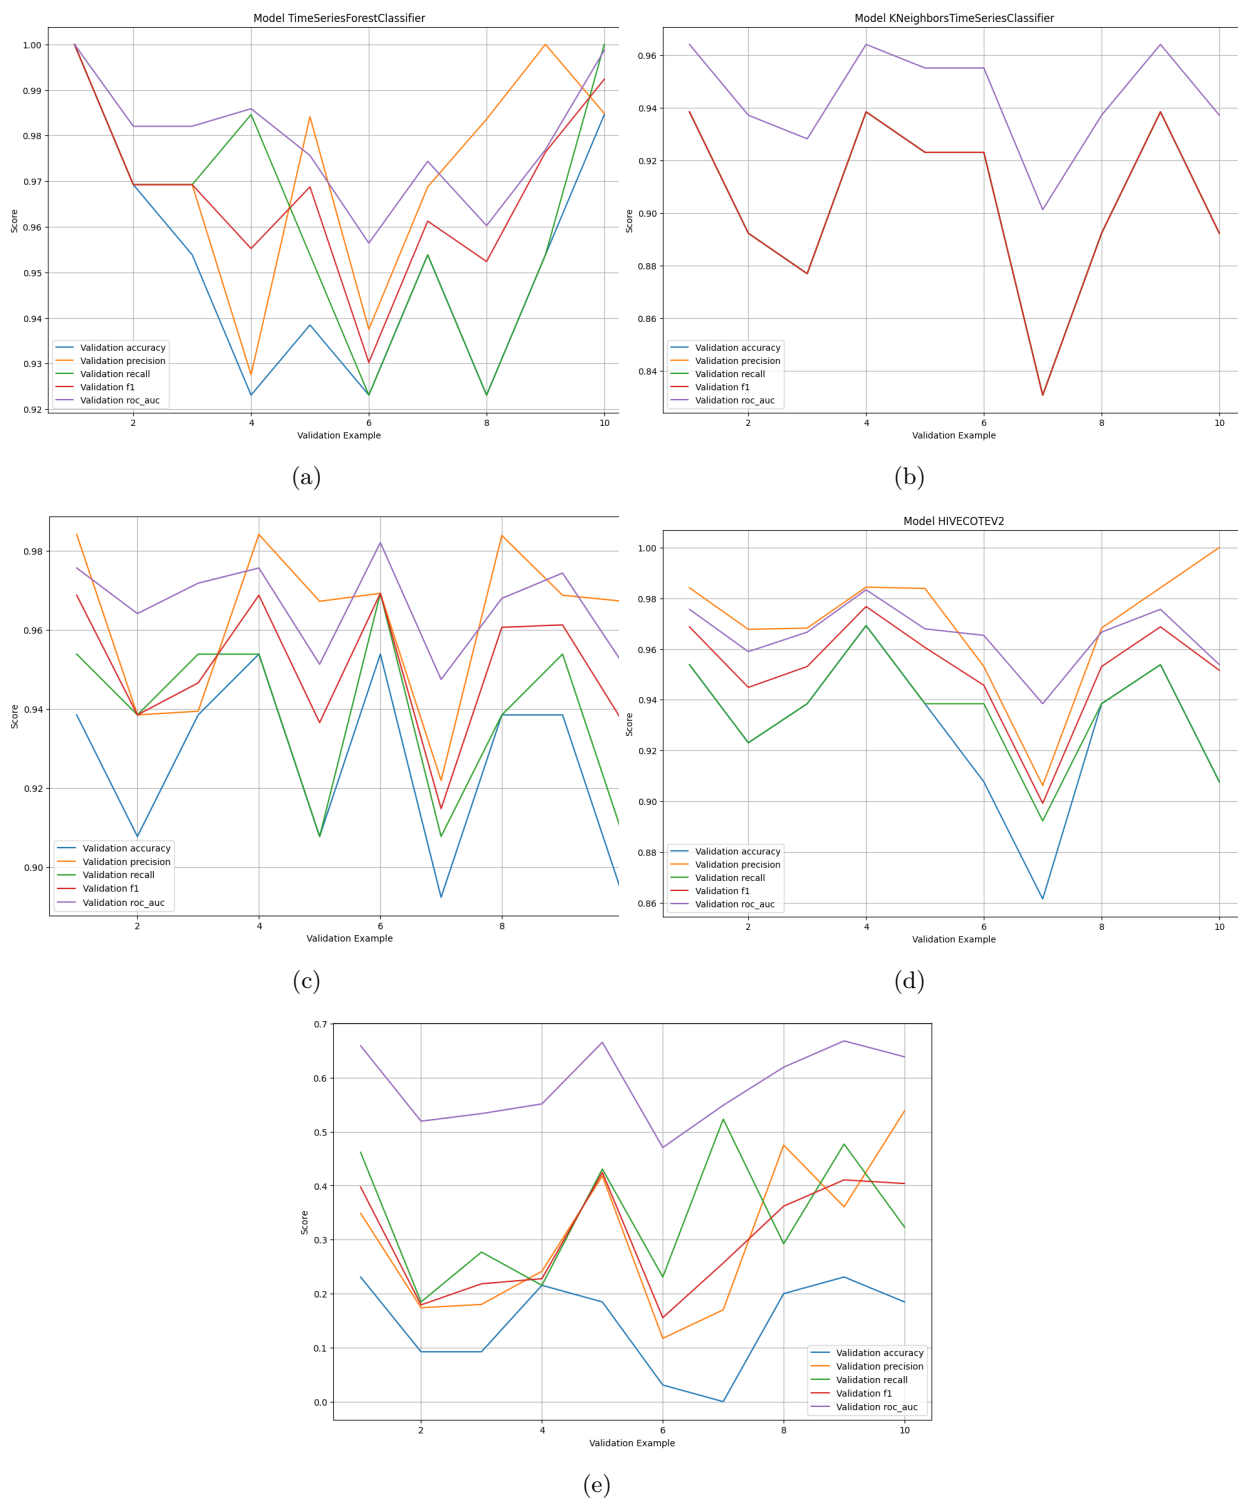 Model TimeSeriesForestClassifier
1.00
0.99
0.98
0.97
0.96
0.95
0.94
0.93
0.92
Score
Validation accuracy
Validation precision
Validation recall
Validation f1
Validation roc_auc
2 4 6 8 10
Validation Example
(a)
Model KNeighborsTimeSeriesClassifier
0.96
0.94
0.92
0.90
0.88
0.86
0.84
Score
Validation accuracy
Validation precision
Validation recall
Validation f1
Validation roc_auc
2 4 6 8 10
Validation Example
(b)
0.98
0.96
0.94
0.92
0.90
Score
Validation accuracy
Validation precision
Validation recall
Validation f1
Validation roc_auc
2 4 6 8
Validation Example
(c)
Model HIVECOTEV2
1.00
0.98
0.96
0.94
0.92
0.90
0.88
0.86
Score
Validation accuracy
Validation precision
Validation recall
Validation f1
Validation roc_auc
2 4 6 8 10
Validation Example
(d)
0.7
0.6
0.5
0.4
0.3
0.2
0.1
0.0
Score
Validation accuracy
Validation precision
Validation recall
Validation f1
Validation roc_auc
2 4 6 8 10
Validation Example
(e)